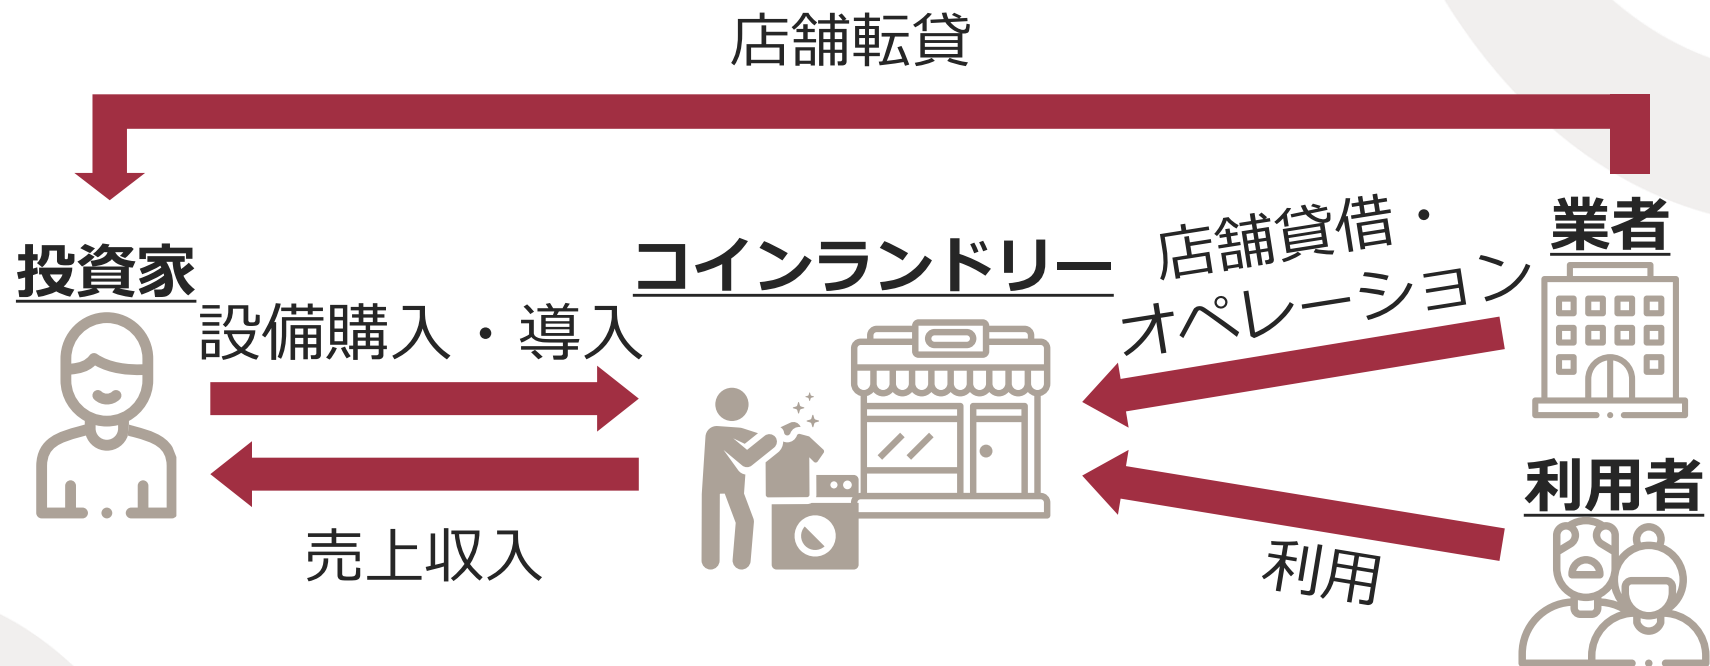 店舗転貸
投資家
設備購入・導入
売上収入
コインランドリー
店舗貸借・
オペレーション
業者
利用者
利用